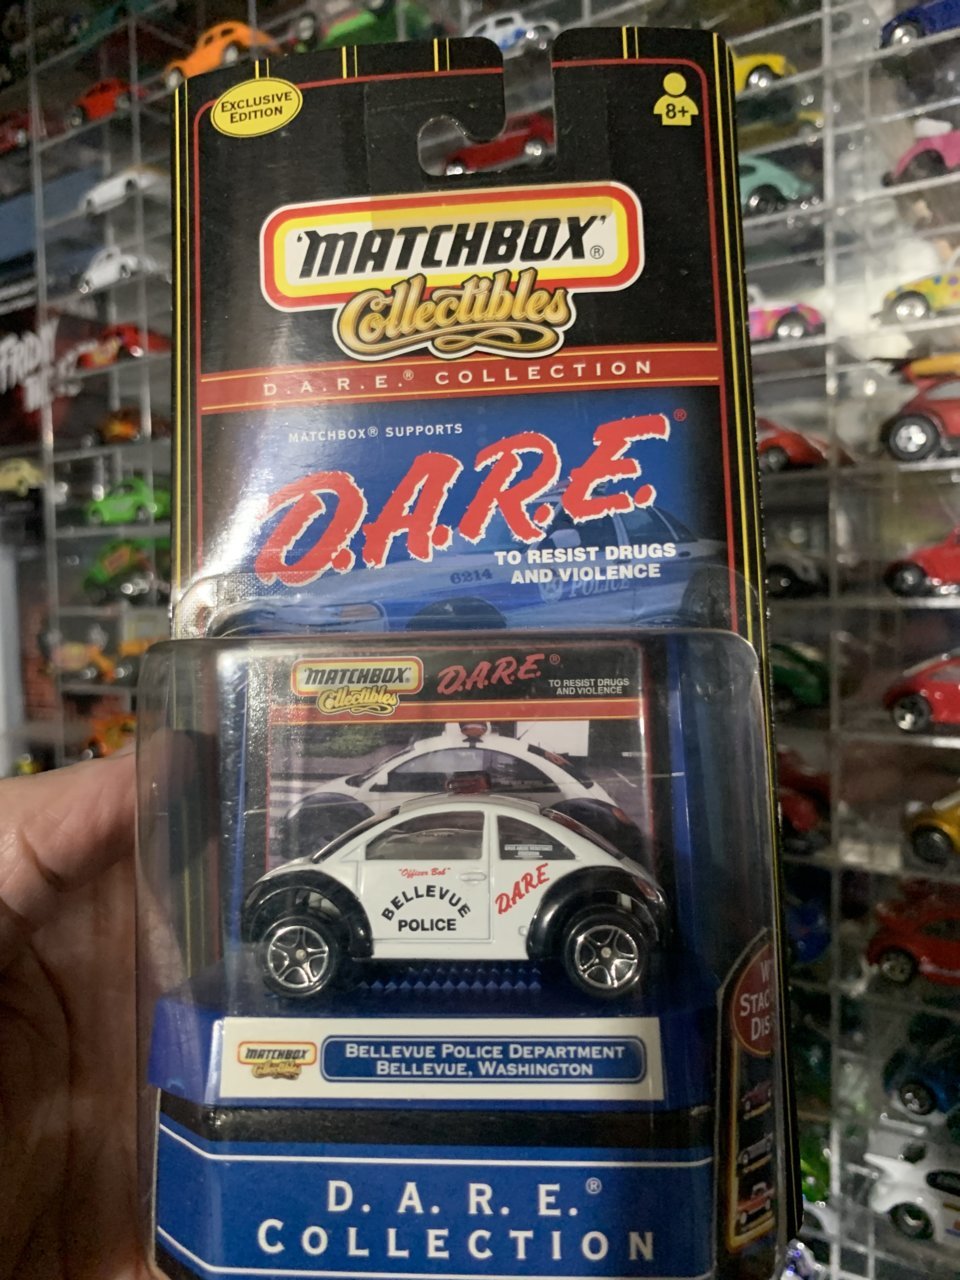 EXCLUSIVE
EDITION
8+
"MATCHBOX"®
Collectibles
D.A.R.E.® COLLECTION
MATCHBOX® SUPPORTS
D.A.R.E.®
TO RESIST DRUGS
AND VIOLENCE
6214
POLICE
MATCHBOX®
Collectibles
D.A.R.E.®
TO RESIST DRUGS
AND VIOLENCE
"Officer Bob"
BELLEVUE
POLICE
D.A.R.E
MATCHBOX
Collectibles
BELLEVUE POLICE DEPARTMENT
BELLEVUE, WASHINGTON
D. A. R. E.®
COLLECTION